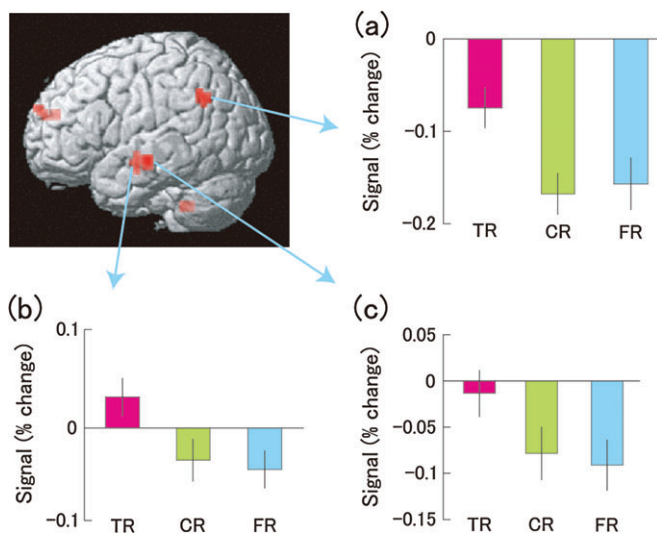 (a)
Signal (% change)
0
−0.1
−0.2
TR CR FR
(b)
Signal (% change)
0.1
0
−0.1
TR CR FR
(c)
Signal (% change)
0.05
0
−0.05
−0.1
−0.15
TR CR FR